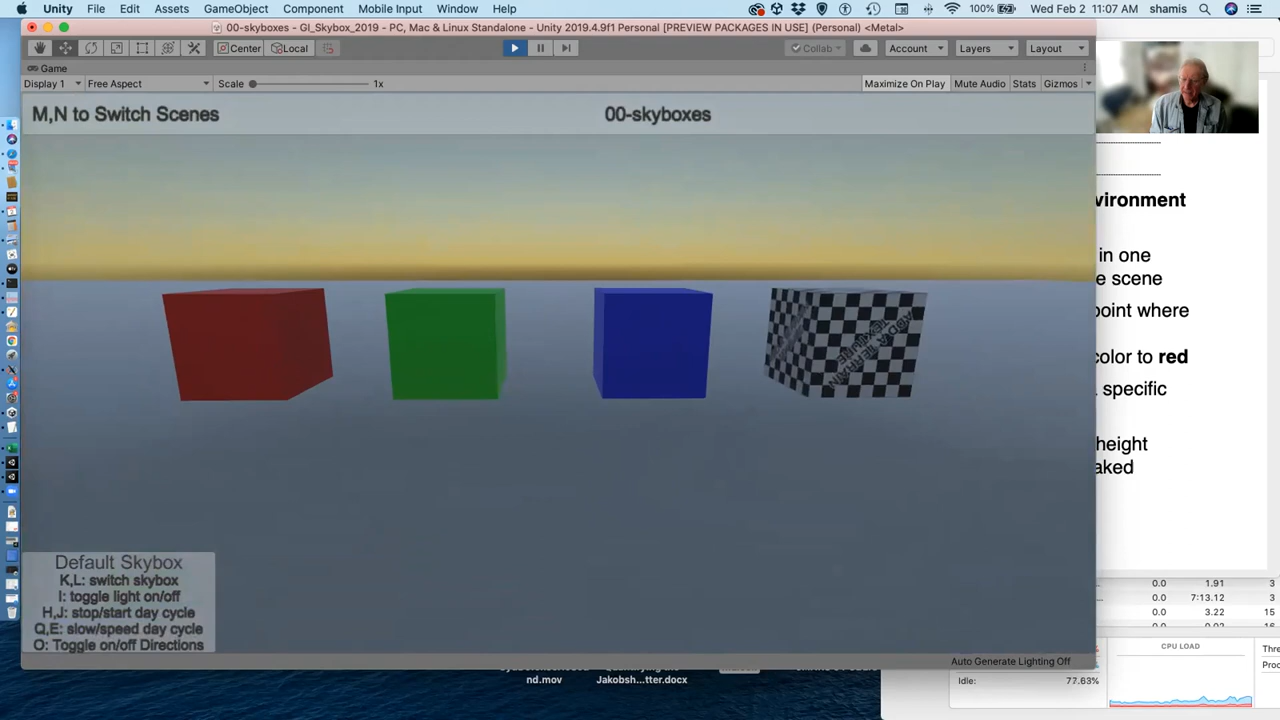 Unity File Edit Assets GameObject Component Mobile Input Window Help 100% Wed Feb 2 11:07 AM shamis
00-skyboxes - GI_Skybox_2019 - PC, Mac & Linux Standalone - Unity 2019.4.9f1 Personal [PREVIEW PACKAGES IN USE] (Personal) <Metal>
Center Local Collab Account Layers Layout
Game
Display 1 Free Aspect Scale 1x Maximize On Play Mute Audio Stats Gizmos
M,N to Switch Scenes 00-skyboxes
vironment
in one
e scene
point where
color to red
specific
height
aked
Default Skybox
K,L: switch skybox
I: toggle light on/off
H,J: stop/start day cycle
Q,E: slow/speed day cycle
O: Toggle on/off Directions
0.0 1.91 3
0.0 7:13.12 3
0.0 3.22 15
Auto Generate Lighting Off
CPU LOAD
Idle: 77.63%
nd.mov
Jakobsh...tter.docx